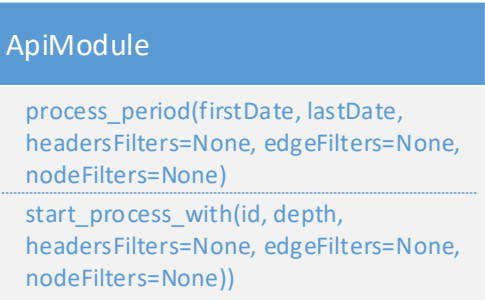 ApiModule
process_period(firstDate, lastDate,
headersFilters=None, edgeFilters=None,
nodeFilters=None)
start_process_with(id, depth,
headersFilters=None, edgeFilters=None,
nodeFilters=None))